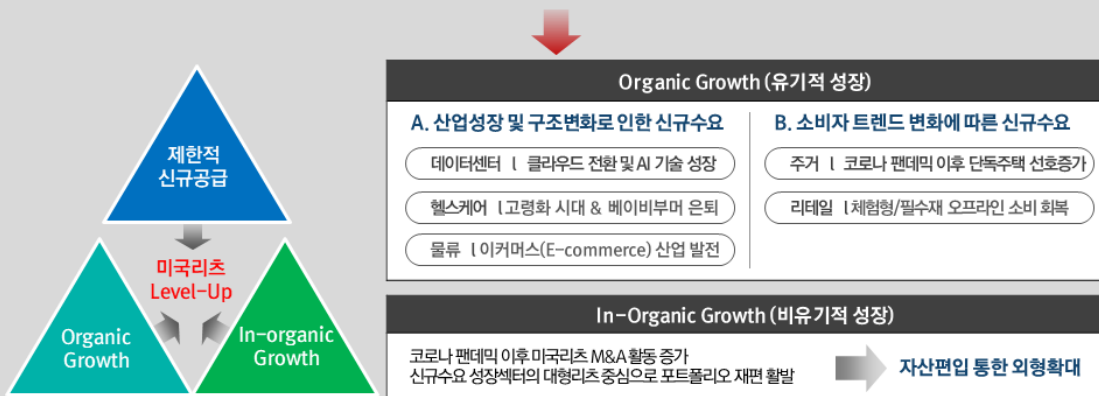 제한적
신규공급
미국리츠
Level-Up
Organic
Growth
In-organic
Growth
Organic Growth (유기적 성장)
A. 산업성장 및 구조변화로 인한 신규수요
데이터센터 l 클라우드 전환 및 AI 기술 성장
헬스케어 l 고령화 시대 & 베이비부머 은퇴
물류 l 이커머스(E-commerce) 산업 발전
B. 소비자 트렌드 변화에 따른 신규수요
주거 l 코로나 팬데믹 이후 단독주택 선호증가
리테일 l 체험형/필수재 오프라인 소비 회복
In-Organic Growth (비유기적 성장)
코로나 팬데믹 이후 미국리츠 M&A 활동 증가
신규수요 성장섹터의 대형리츠 중심으로 포트폴리오 재편 활발
자산편입 통한 외형확대